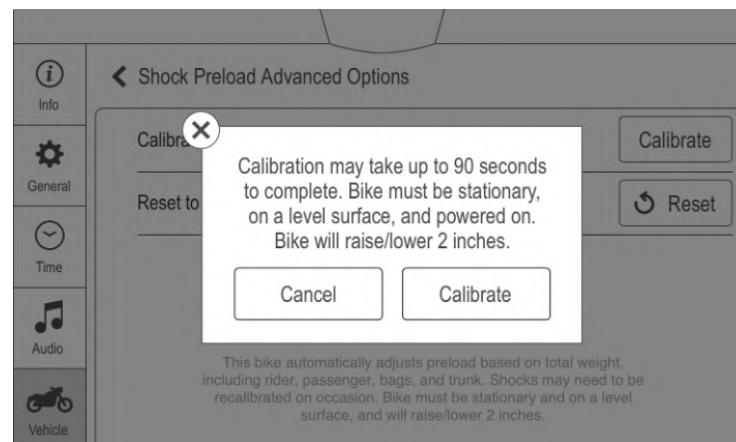 Info
Shock Preload Advanced Options
General
Time
Audio
Vehicle
Calibra
Calibrate
Reset to
Reset
Calibration may take up to 90 seconds
to complete. Bike must be stationary,
on a level surface, and powered on.
Bike will raise/lower 2 inches.
Cancel
Calibrate
This bike automatically adjusts preload based on total weight,
including rider, passenger, bags, and trunk. Shocks may need to be
recalibrated on occasion. Bike must be stationary and on a level
surface, and will raise/lower 2 inches.